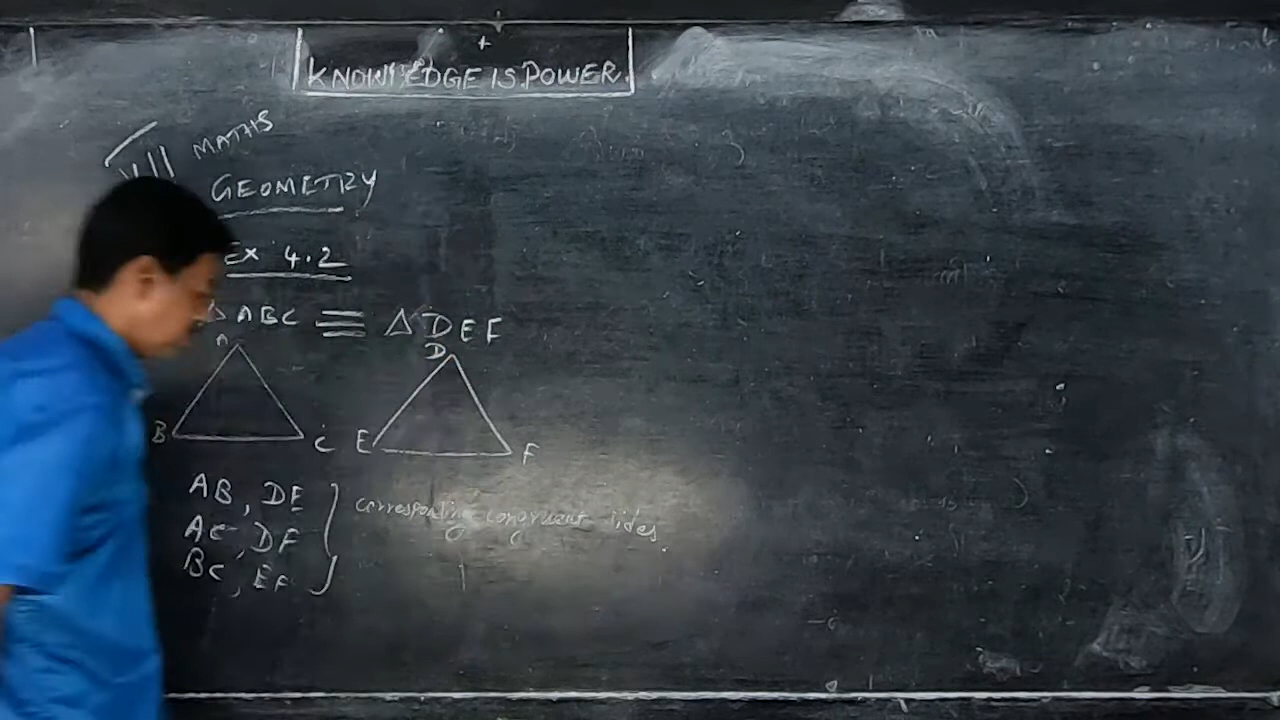 KNOWLEDGE IS POWER.
VIII MATHS
GEOMETRY
Ex 4.2
Δ ABC ≡ Δ DEF
A D
B C E F
AB, DE
AC, DF
BC, EF
corresponding congruent sides.